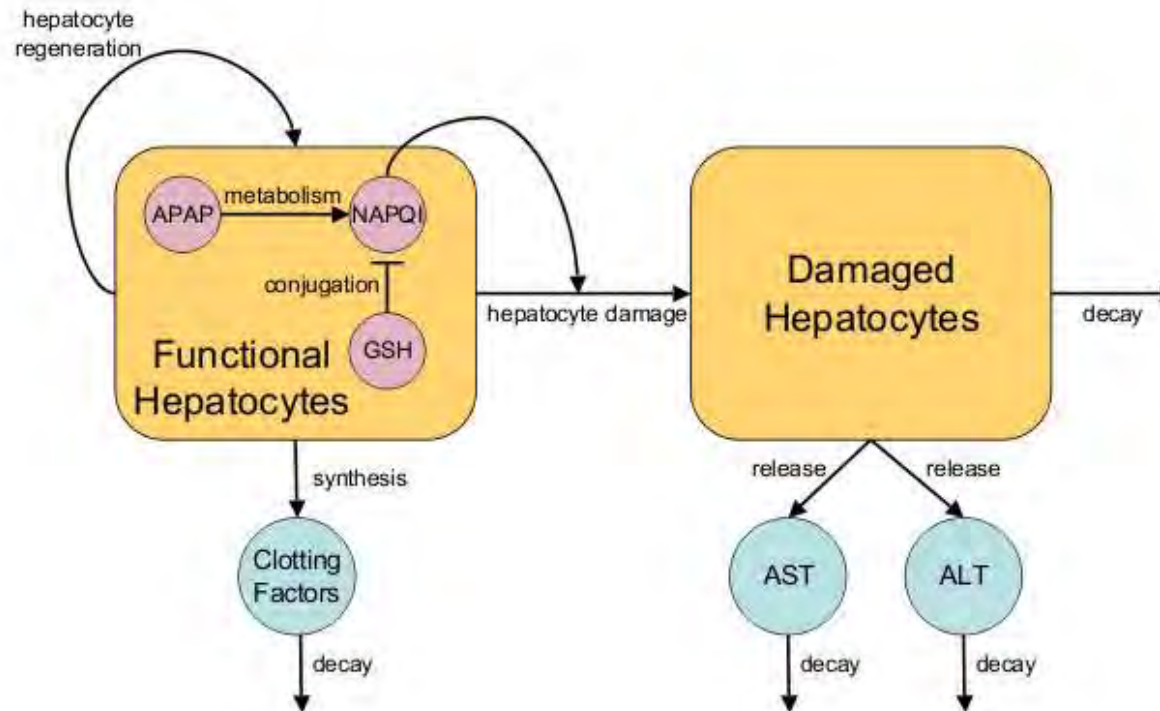 hepatocyte
regeneration
APAP
metabolism
NAPQI
conjugation
GSH
Functional
Hepatocytes
hepatocyte damage
Damaged
Hepatocytes
decay
synthesis
release
release
Clotting
Factors
AST
ALT
decay
decay
decay